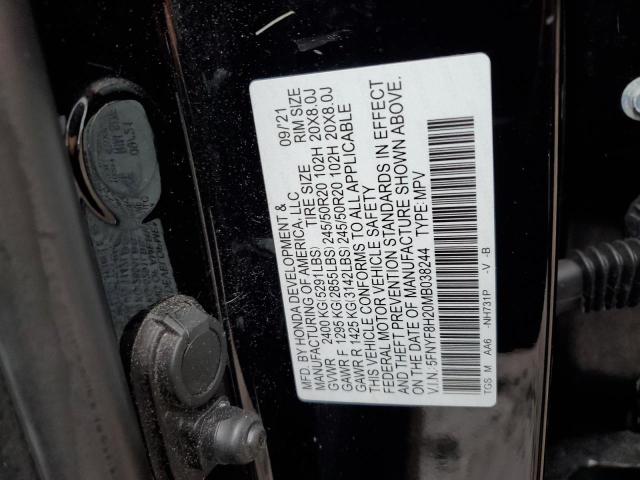 MFD. BY HONDA DEVELOPMENT & 09/21
MANUFACTURING OF AMERICA, LLC
TIRE SIZE RIM SIZE
GVWR 2400 KG(5291LBS)
GAWR F 1295 KG(2855LBS) 245/50R20 102H 20X8.0J
GAWR R 1425 KG(3142LBS) 245/50R20 102H 20X8.0J
THIS VEHICLE CONFORMS TO ALL APPLICABLE
FEDERAL MOTOR VEHICLE SAFETY
AND THEFT PREVENTION STANDARDS IN EFFECT
ON THE DATE OF MANUFACTURE SHOWN ABOVE.
V.I.N. :5FNYF8H20MB038244 TYPE:MPV
TGS M AA6 -NH731P -V -B